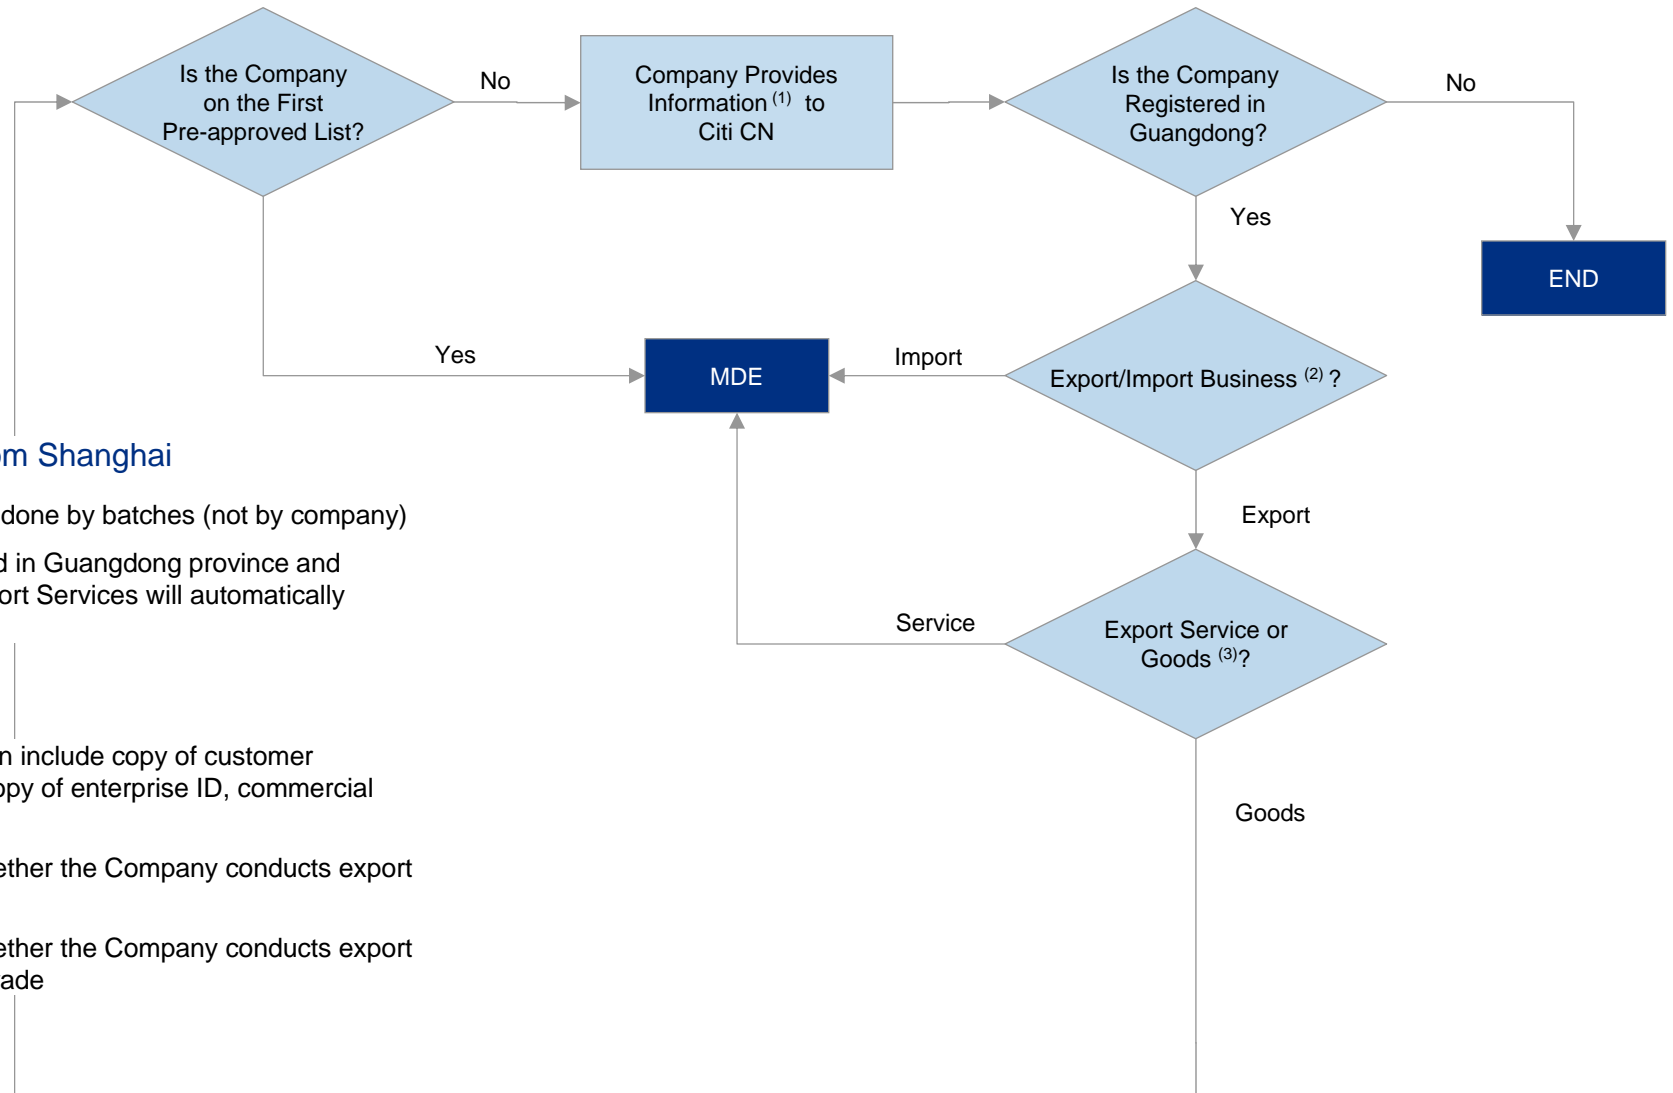 Is the Company
on the First
Pre-approved List?
No
Company Provides
Information (1) to
Citi CN
Is the Company
Registered in
Guangdong?
No
Yes
END
Yes
MDE
Import
Export/Import Business (2) ?
om Shanghai
done by batches (not by company)
d in Guangdong province and
ort Services will automatically
Export
Service
Export Service or
Goods (3)?
n include copy of customer
opy of enterprise ID, commercial
Goods
ether the Company conducts export
ether the Company conducts export
ade